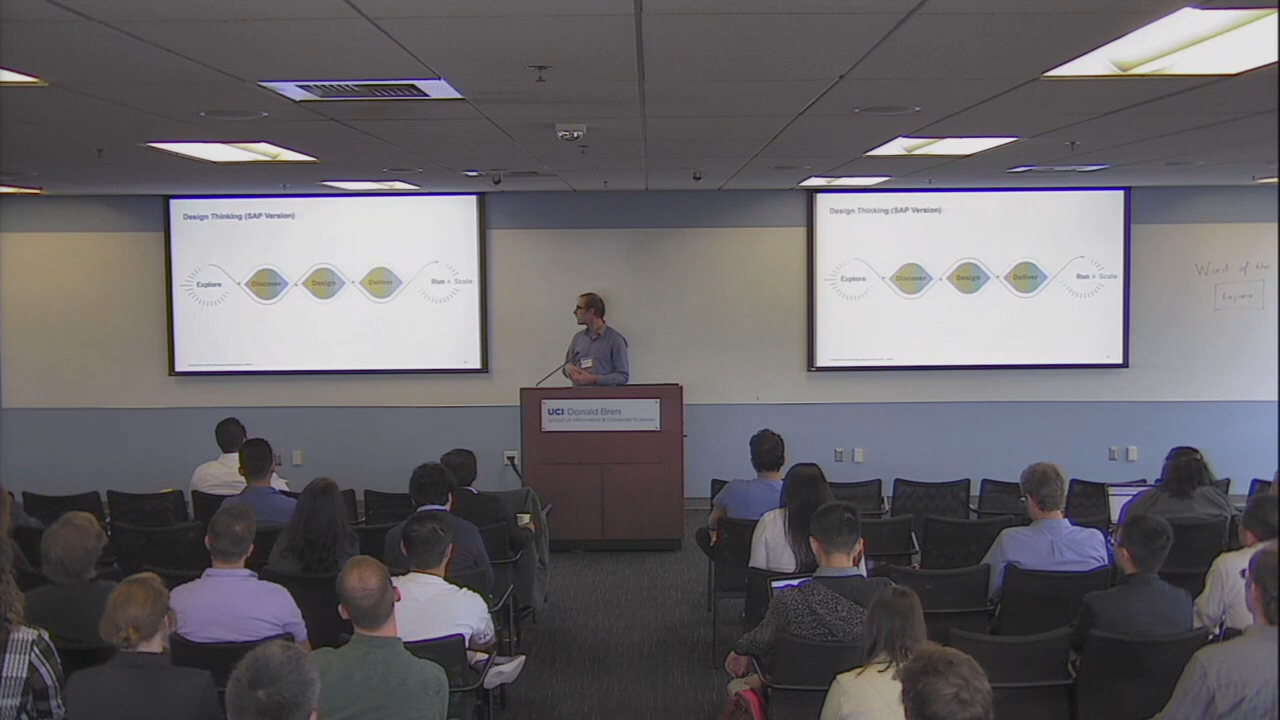 Design Thinking (SAP Version)
Explore
Discover
Design
Deliver
Run + Scale
Design Thinking (SAP Version)
Explore
Discover
Design
Deliver
Run + Scale
Word of the
UCI Donald Bren
School of Information & Computer Sciences